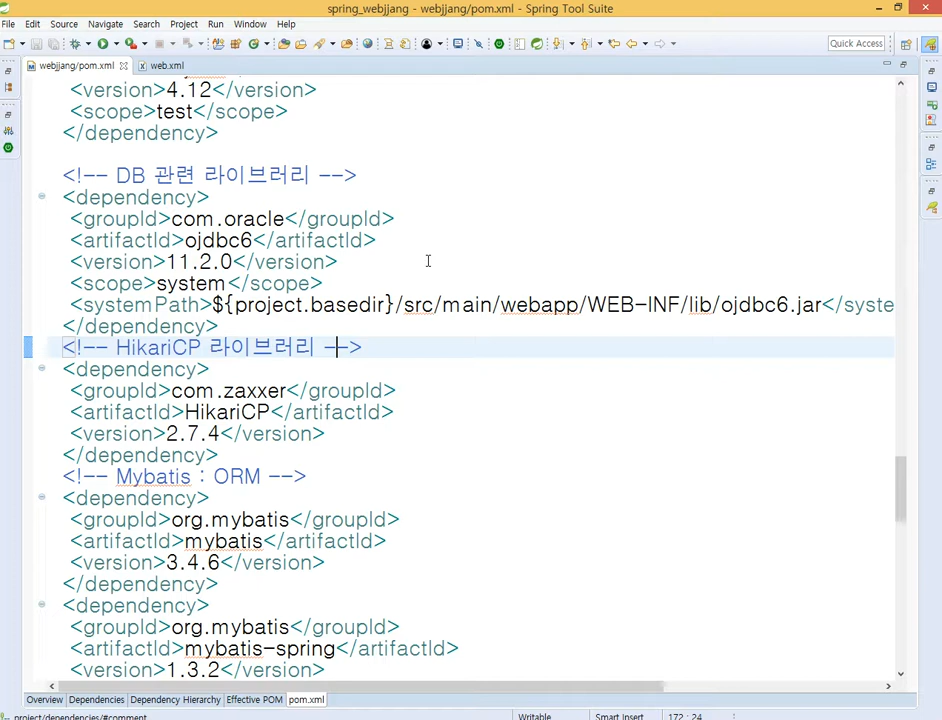 spring_webjjang - webjjang/pom.xml - Spring Tool Suite
File Edit Source Navigate Search Project Run Window Help
Quick Access
webjjang/pom.xml web.xml
<version>4.12</version>
<scope>test</scope>
</dependency>
<!-- DB 관련 라이브러리 -->
<dependency>
<groupId>com.oracle</groupId>
<artifactId>ojdbc6</artifactId>
<version>11.2.0</version>
<scope>system</scope>
<systemPath>${project.basedir}/src/main/webapp/WEB-INF/lib/ojdbc6.jar</syste
</dependency>
<!-- HikariCP 라이브러리 -->
<dependency>
<groupId>com.zaxxer</groupId>
<artifactId>HikariCP</artifactId>
<version>2.7.4</version>
</dependency>
<!-- Mybatis : ORM -->
<dependency>
<groupId>org.mybatis</groupId>
<artifactId>mybatis</artifactId>
<version>3.4.6</version>
</dependency>
<dependency>
<groupId>org.mybatis</groupId>
<artifactId>mybatis-spring</artifactId>
<version>1.3.2</version>
Overview Dependencies Dependency Hierarchy Effective POM pom.xml
project/dependencies/#comment Writable Smart Insert 172 : 24